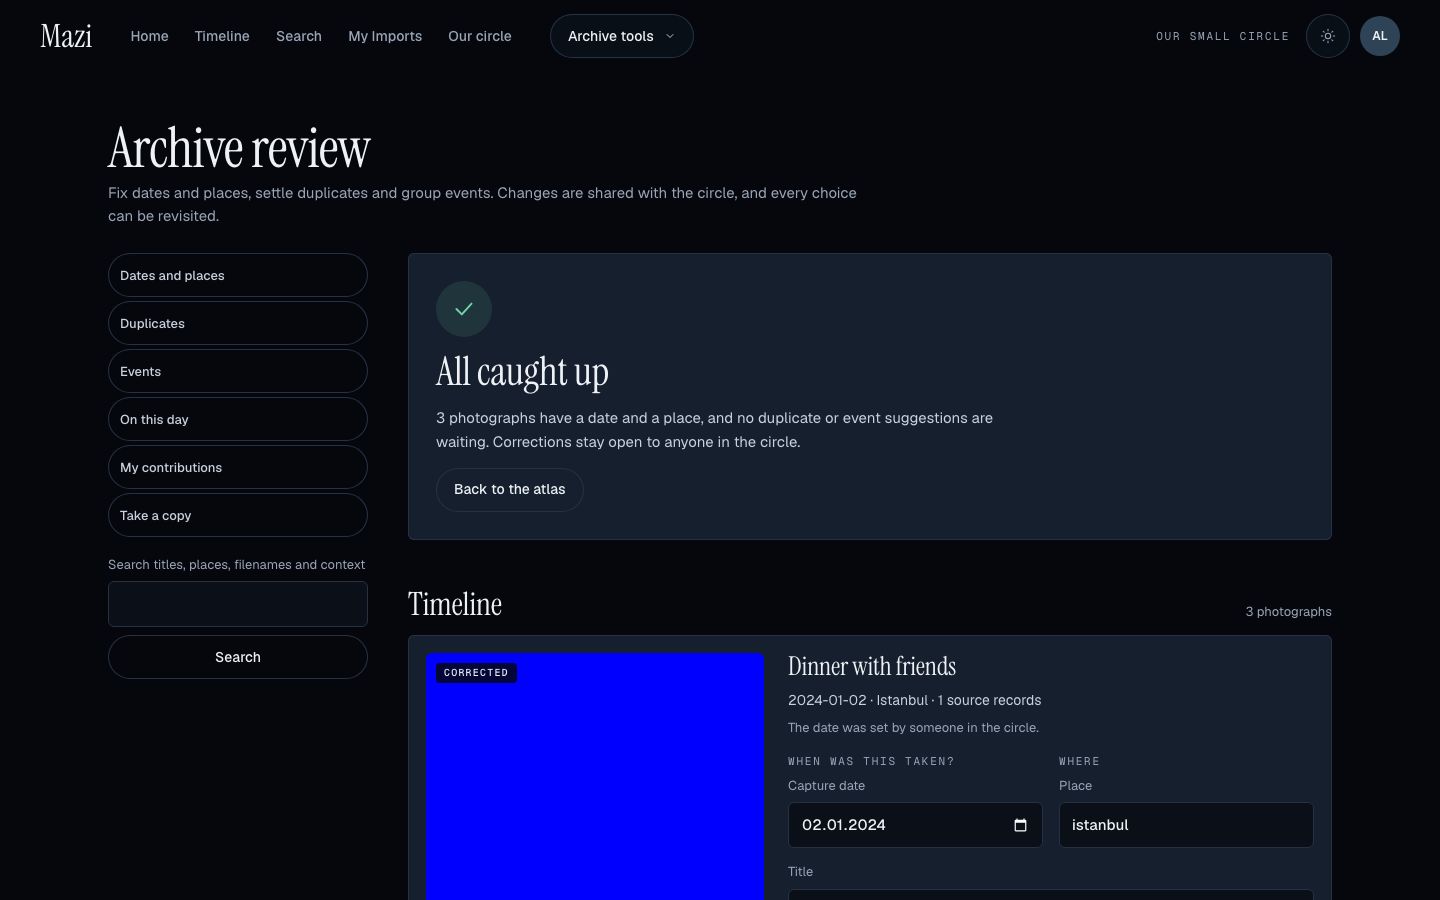 Mazi
Home
Timeline
Search
My Imports
Our circle
Archive tools
OUR SMALL CIRCLE
AL
Archive review
Fix dates and places, settle duplicates and group events. Changes are shared with the circle, and every choice
can be revisited.
Dates and places
Duplicates
Events
On this day
My contributions
Take a copy
Search titles, places, filenames and context
Search
All caught up
3 photographs have a date and a place, and no duplicate or event suggestions are
waiting. Corrections stay open to anyone in the circle.
Back to the atlas
Timeline
3 photographs
CORRECTED
Dinner with friends
2024-01-02 · Istanbul · 1 source records
The date was set by someone in the circle.
WHEN WAS THIS TAKEN?
Capture date
02.01.2024
WHERE
Place
istanbul
Title